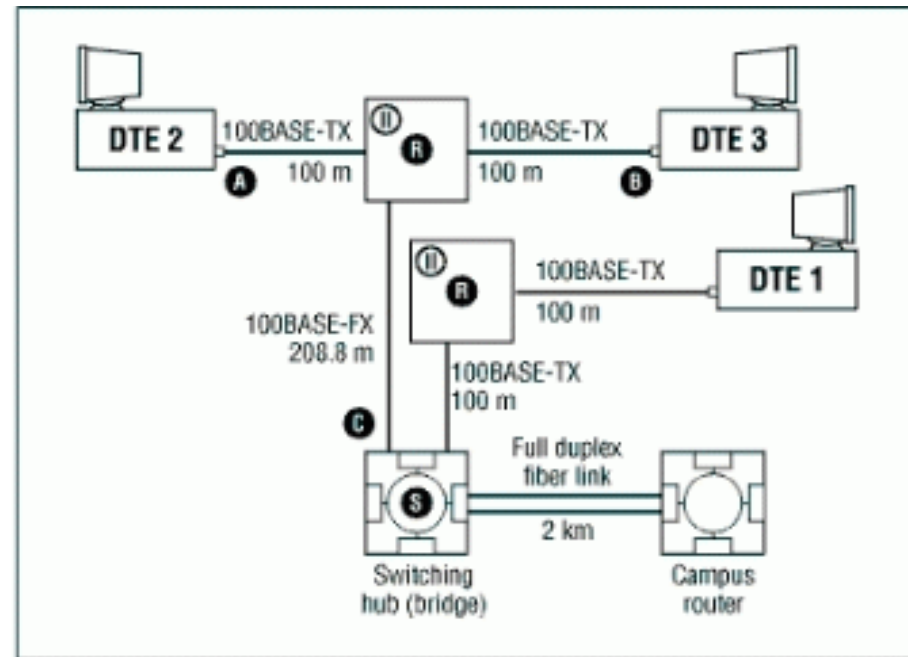 DTE 2
100BASE-TX
100 m
A
II
R
100BASE-TX
100 m
B
DTE 3
II
R
100BASE-TX
100 m
DTE 1
100BASE-FX
208.8 m
100BASE-TX
100 m
C
S
Full duplex
fiber link
2 km
Switching
hub (bridge)
Campus
router